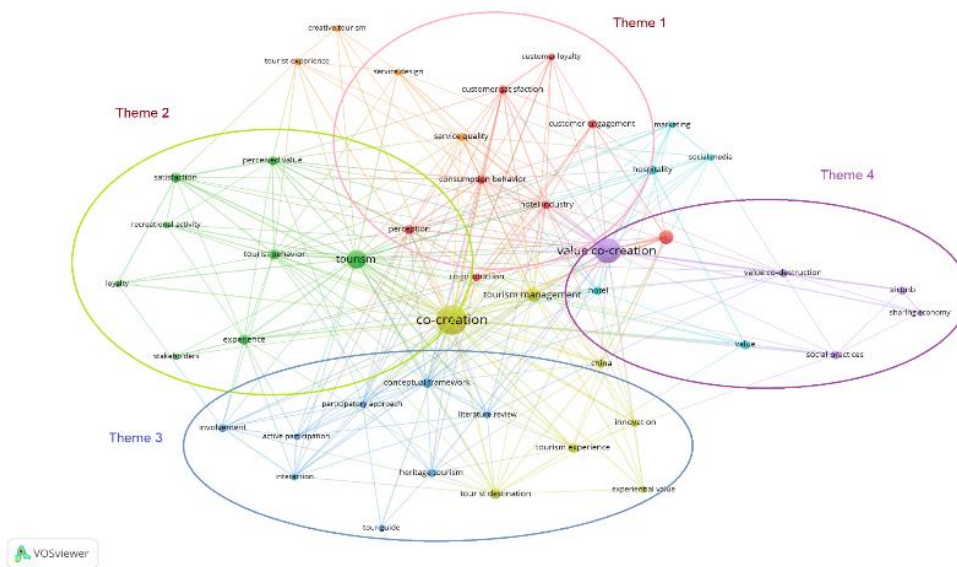 Theme 1
creative tourism
customer loyalty
tourist experience
service design
customer satisfaction
Theme 2
customer engagement
marketing
service quality
social media
perceived value
hospitality
Theme 4
satisfaction
consumption behavior
hotel industry
recreational activity
perception
tourist behavior
tourism
value co-creation
value co-destruction
co-production
loyalty
hotel
airbnb
tourism management
sharing economy
co-creation
experience
value
stakeholders
social practices
china
conceptual framework
participatory approach
literature review
innovation
involvement
Theme 3
active participation
tourism experience
interaction
heritage tourism
tourist destination
experiential value
tour guide
VOSviewer